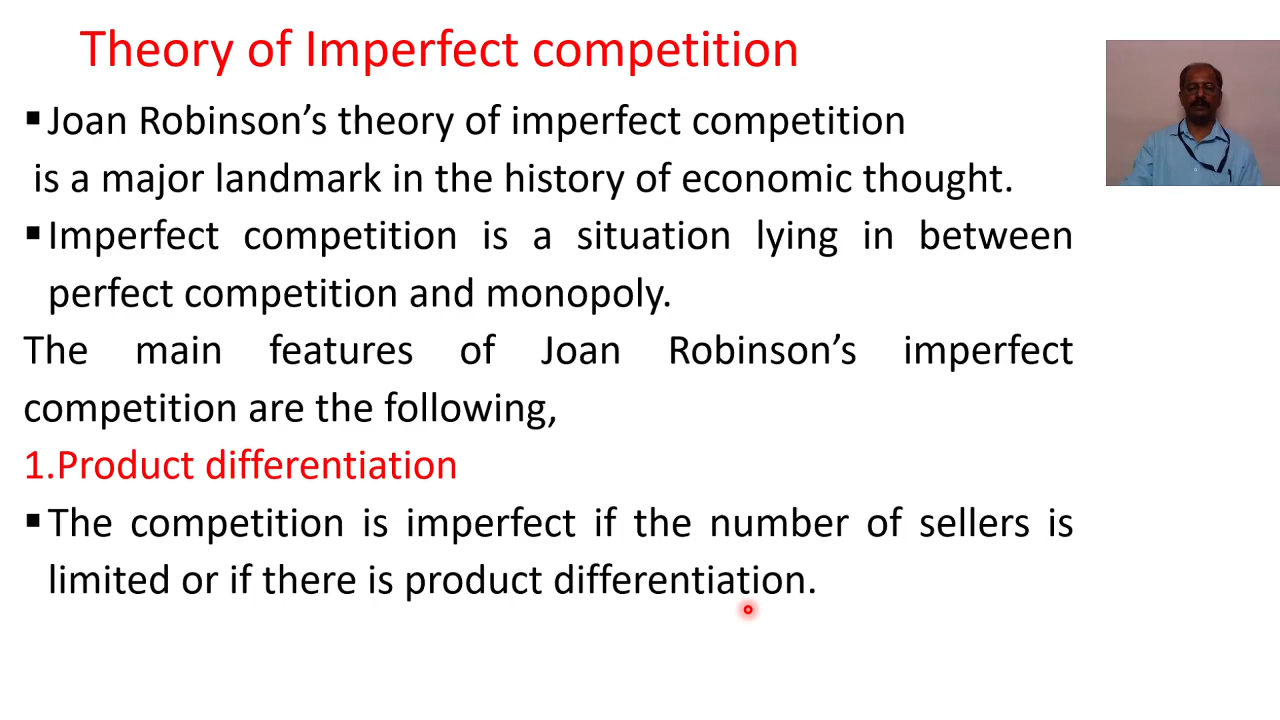 Theory of Imperfect competition
▪Joan Robinson’s theory of imperfect competition
is a major landmark in the history of economic thought.
▪Imperfect competition is a situation lying in between
perfect competition and monopoly.
The main features of Joan Robinson’s imperfect
competition are the following,
1.Product differentiation
▪The competition is imperfect if the number of sellers is
limited or if there is product differentiation.